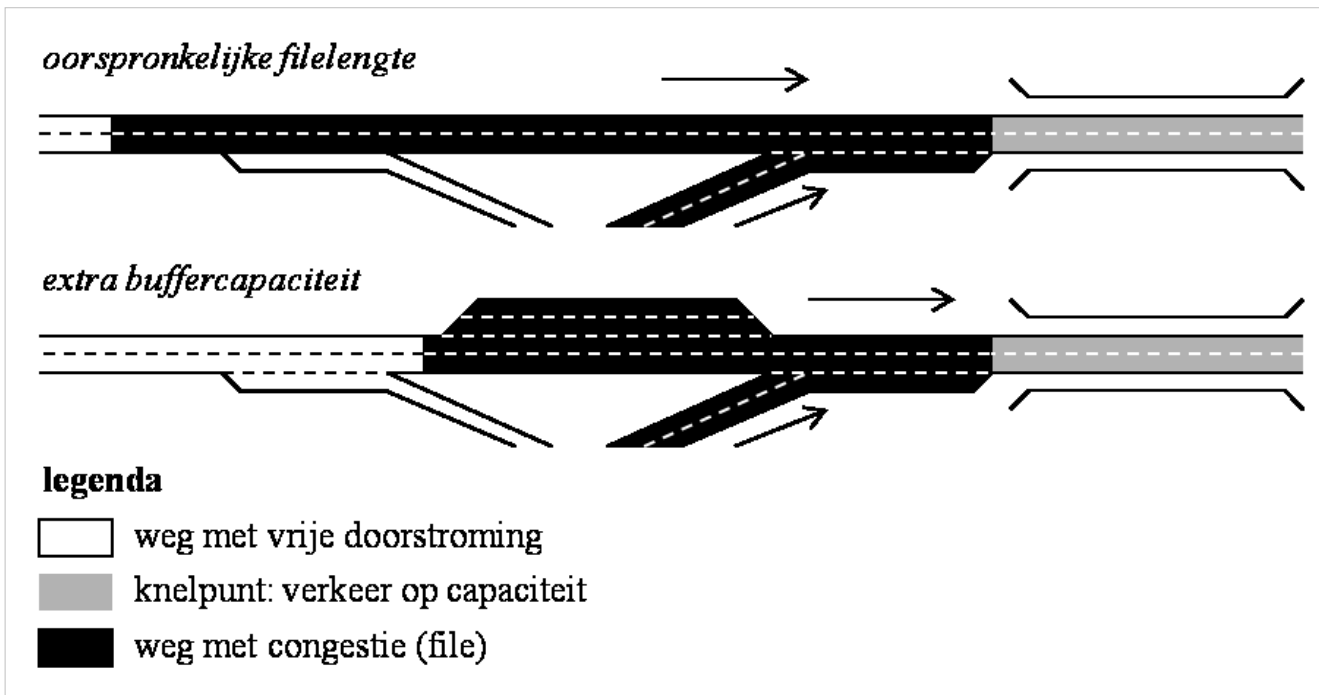 oorspronkelijke filelengte
extra buffercapaciteit
legenda
weg met vrije doorstroming
knelpunt: verkeer op capaciteit
weg met congestie (file)